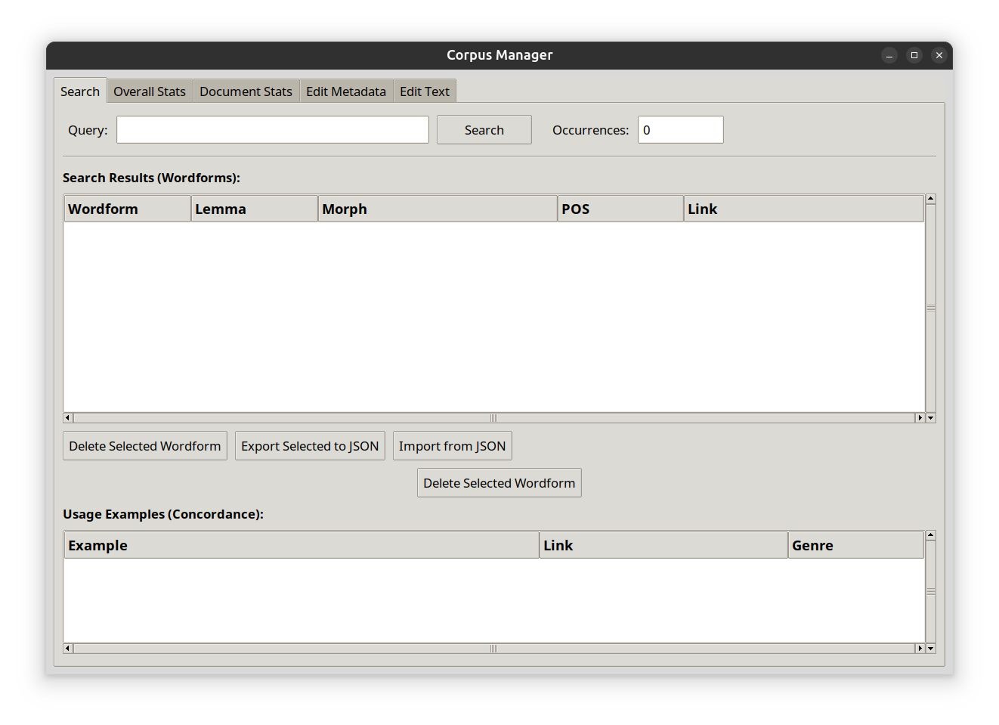 Corpus Manager
Search Overall Stats Document Stats Edit Metadata Edit Text
Query: Search Occurrences: 0
Search Results (Wordforms):
Wordform Lemma Morph POS Link
Delete Selected Wordform Export Selected to JSON Import from JSON
Delete Selected Wordform
Usage Examples (Concordance):
Example Link Genre